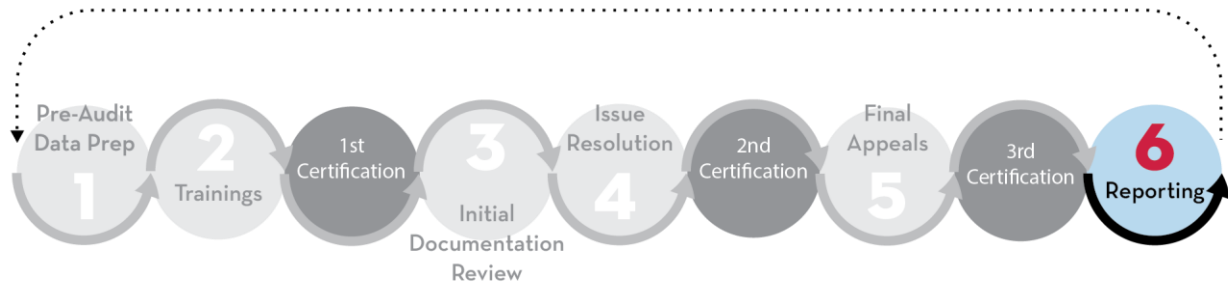 Pre-Audit
Data Prep
1
2
Trainings
1st
Certification
3
Initial
Documentation
Review
Issue
Resolution
4
2nd
Certification
Final
Appeals
5
3rd
Certification
6
Reporting